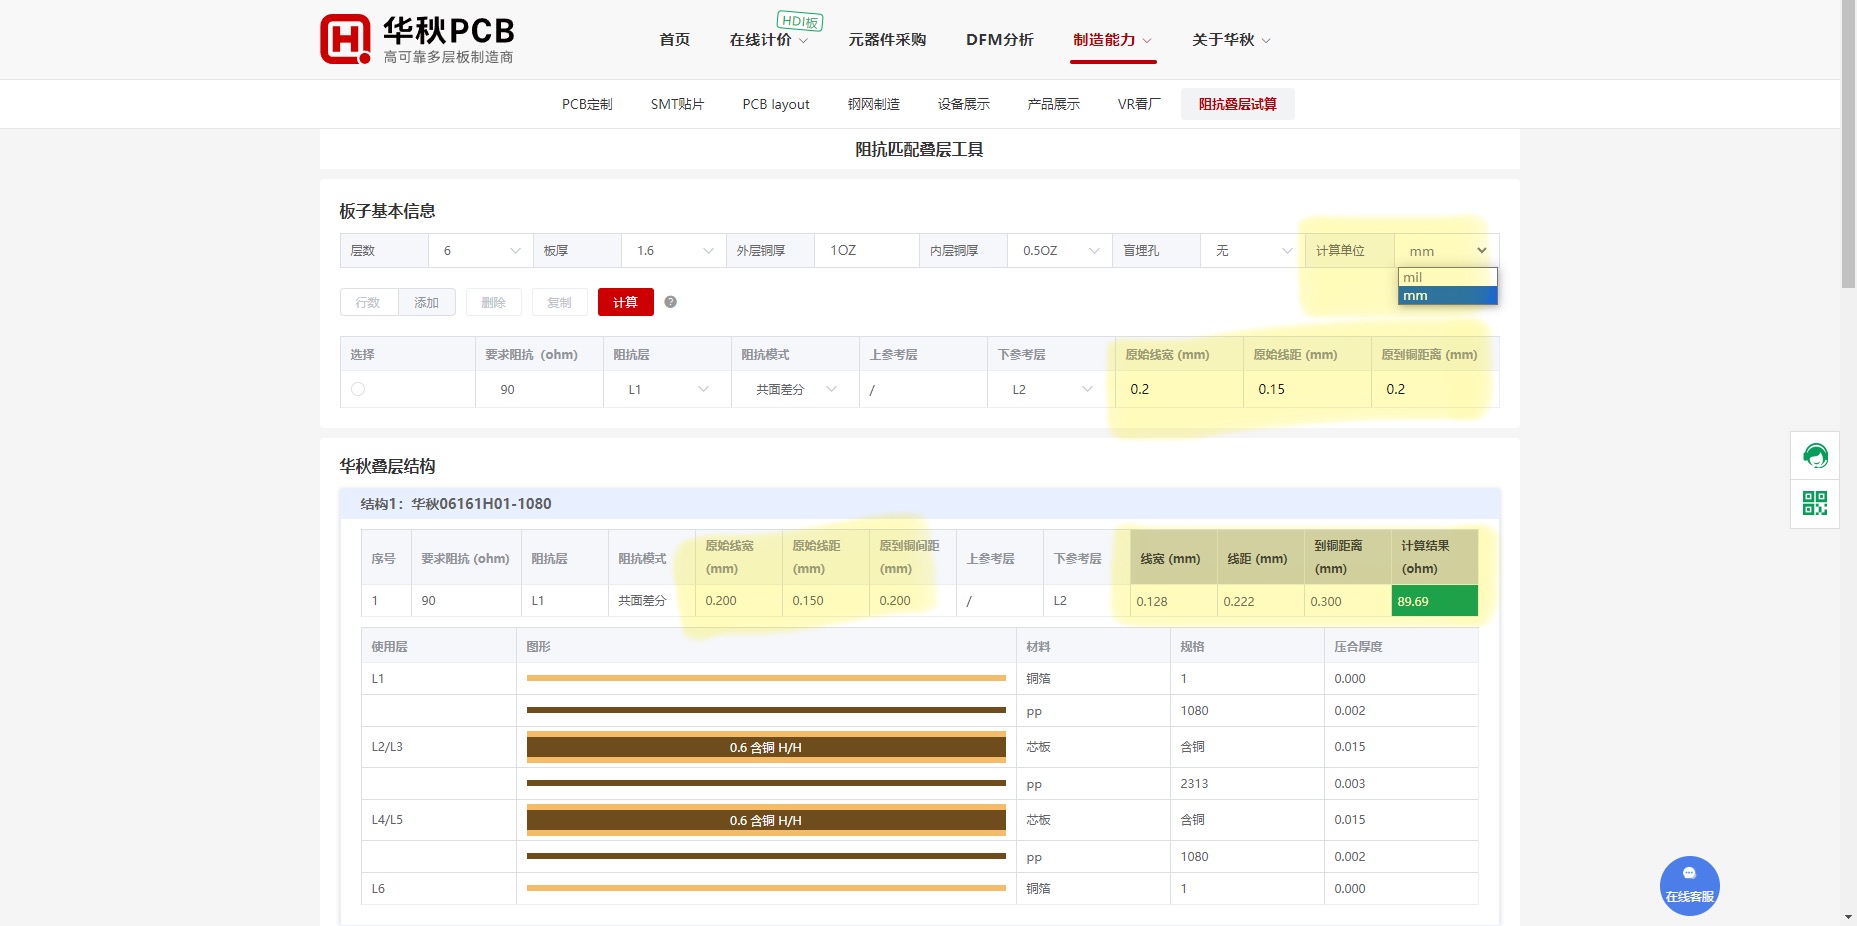 华秋PCB
高可靠多层板制造商
首页
在线计价
HDI板
元器件采购
DFM分析
制造能力
关于华秋
PCB定制
SMT贴片
PCB layout
钢网制造
设备展示
产品展示
VR看厂
阻抗叠层试算
阻抗匹配叠层工具
板子基本信息
层数 6 板厚 1.6 外层铜厚 1OZ 内层铜厚 0.5OZ 盲埋孔 无 计算单位 mm
mil
mm
行数 添加 删除 复制 计算 ?
选择 要求阻抗（ohm） 阻抗层 阻抗模式 上参考层 下参考层 原始线宽 (mm) 原始线距 (mm) 原到铜距离 (mm)
90 L1 共面差分 / L2 0.2 0.15 0.2
华秋叠层结构
结构1：华秋06161H01-1080
序号 要求阻抗 (ohm) 阻抗层 阻抗模式 原始线宽 (mm) 原始线距 (mm) 原到铜间距 (mm) 上参考层 下参考层 线宽 (mm) 线距 (mm) 到铜距离 (mm) 计算结果 (ohm)
1 90 L1 共面差分 0.200 0.150 0.200 / L2 0.128 0.222 0.300 89.69
使用层 图形 材料 规格 压合厚度
L1 铜箔 1 0.000
pp 1080 0.002
L2/L3 0.6 含铜 H/H 芯板 含铜 0.015
pp 2313 0.003
L4/L5 0.6 含铜 H/H 芯板 含铜 0.015
pp 1080 0.002
L6 铜箔 1 0.000
在线客服